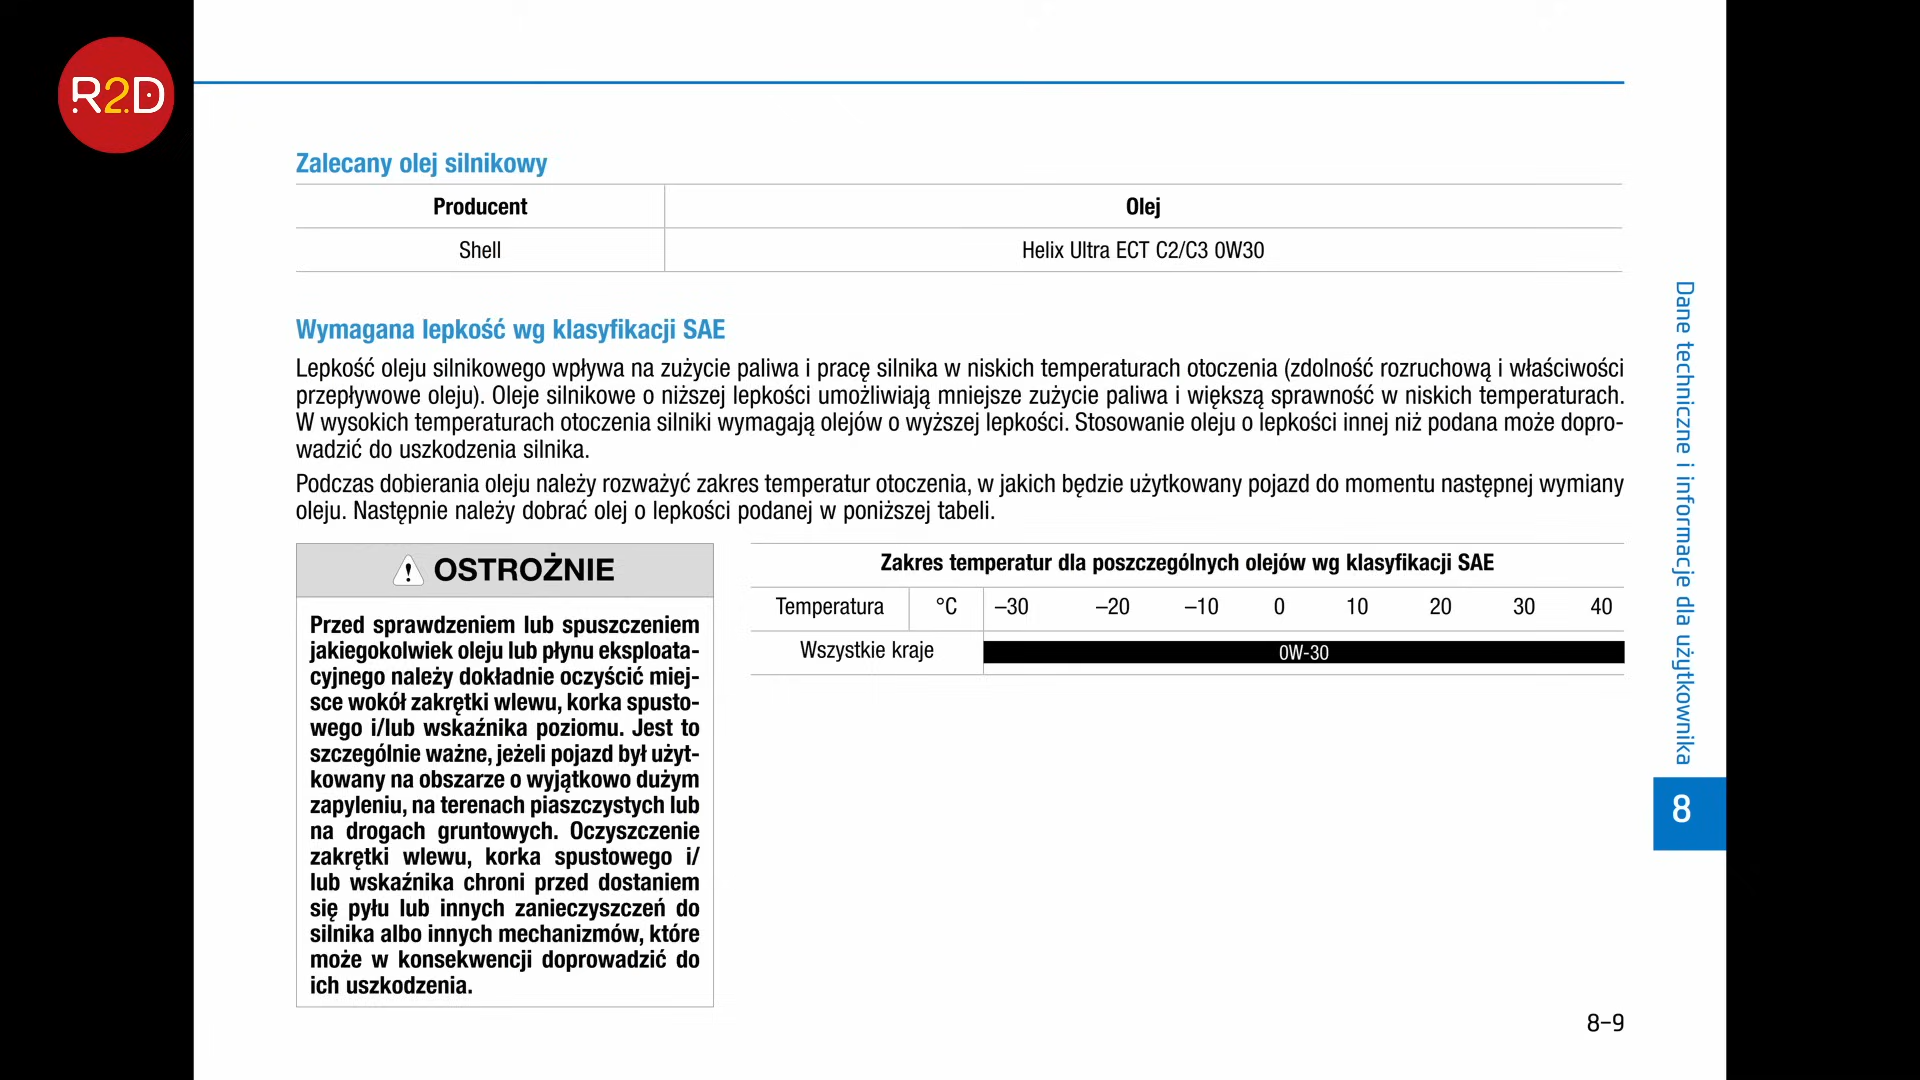 R2D
Zalecany olej silnikowy
Producent Olej
Shell Helix Ultra ECT C2/C3 0W30
Wymagana lepkość wg klasyfikacji SAE
Lepkość oleju silnikowego wpływa na zużycie paliwa i pracę silnika w niskich temperaturach otoczenia (zdolność rozruchową i właściwości
przepływowe oleju). Oleje silnikowe o niższej lepkości umożliwiają mniejsze zużycie paliwa i większą sprawność w niskich temperaturach.
W wysokich temperaturach otoczenia silniki wymagają olejów o wyższej lepkości. Stosowanie oleju o lepkości innej niż podana może dopro-
wadzić do uszkodzenia silnika.
Podczas dobierania oleju należy rozważyć zakres temperatur otoczenia, w jakich będzie użytkowany pojazd do momentu następnej wymiany
oleju. Następnie należy dobrać olej o lepkości podanej w poniższej tabeli.
OSTROŻNIE
Przed sprawdzeniem lub spuszczeniem
jakiegokolwiek oleju lub płynu eksploata-
cyjnego należy dokładnie oczyścić miej-
sce wokół zakrętki wlewu, korka spusto-
wego i/lub wskaźnika poziomu. Jest to
szczególnie ważne, jeżeli pojazd był użyt-
kowany na obszarze o wyjątkowo dużym
zapyleniu, na terenach piaszczystych lub
na drogach gruntowych. Oczyszczenie
zakrętki wlewu, korka spustowego i/
lub wskaźnika chroni przed dostaniem
się pyłu lub innych zanieczyszczeń do
silnika albo innych mechanizmów, które
może w konsekwencji doprowadzić do
ich uszkodzenia.
Zakres temperatur dla poszczególnych olejów wg klasyfikacji SAE
Temperatura °C –30 –20 –10 0 10 20 30 40
Wszystkie kraje 0W-30
Dane techniczne i informacje dla użytkownika
8
8-9